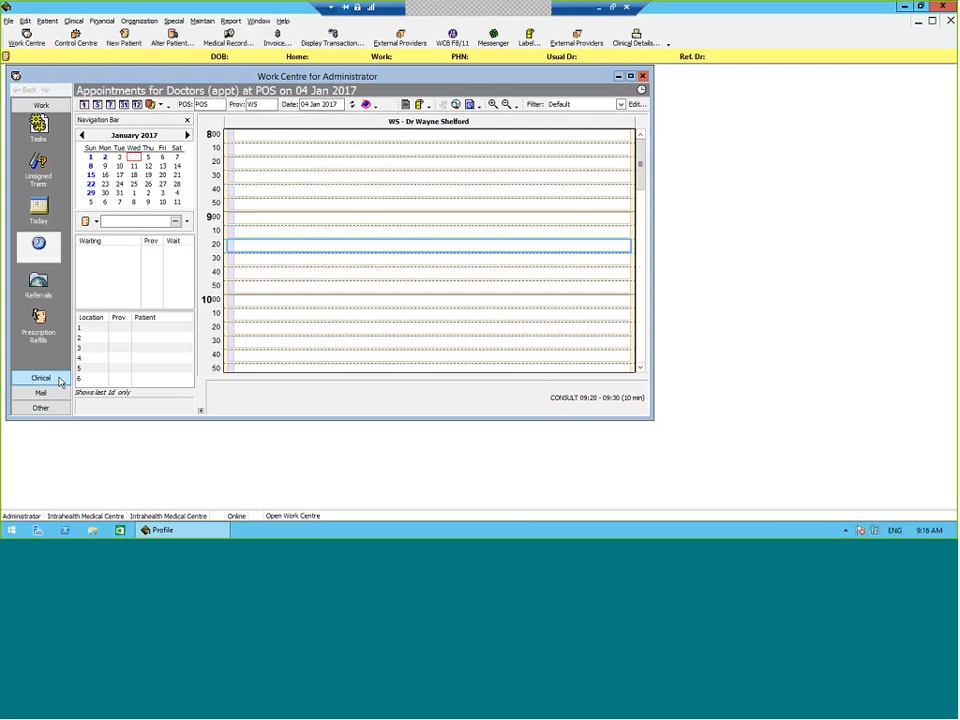 File Edit Patient Clinical Financial Organization Special Maintain Report Window Help
Work Centre Control Centre New Patient Alter Patient... Medical Record... Invoice... Display Transaction... External Providers WCB F8/11 Messenger Label... External Providers Clinical Details...
DOB: Home: Work: PHN: Usual Dr: Ref. Dr:
Work Centre for Administrator
Back
Appointments for Doctors (appt) at POS on 04 Jan 2017
Work
POS: POS Prov: WS Date: 04 Jan 2017 Filter: Default Edit...
Navigation Bar
WS - Dr Wayne Shelford
January 2017
Sun Mon Tue Wed Thu Fri Sat
1 2 3 5 6 7
8 9 10 11 12 13 14
15 16 17 18 19 20 21
22 23 24 25 26 27 28
29 30 31 1 2 3 4
5 6 7 8 9 10 11
Tasks
Unsigned
Trans
Today
Referrals
Prescription
Refills
Clinical
Mail
Other
Waiting Prov Wait
Location Prov Patient
1
2
3
4
5
6
Shows last 1d only
8 00
10
20
30
40
50
9 00
10
20
30
40
50
10 00
10
20
30
40
50
CONSULT 09:20 - 09:30 (10 min)
Administrator Intrahealth Medical Centre Intrahealth Medical Centre Online Open Work Centre
Profile ENG 9:16 AM